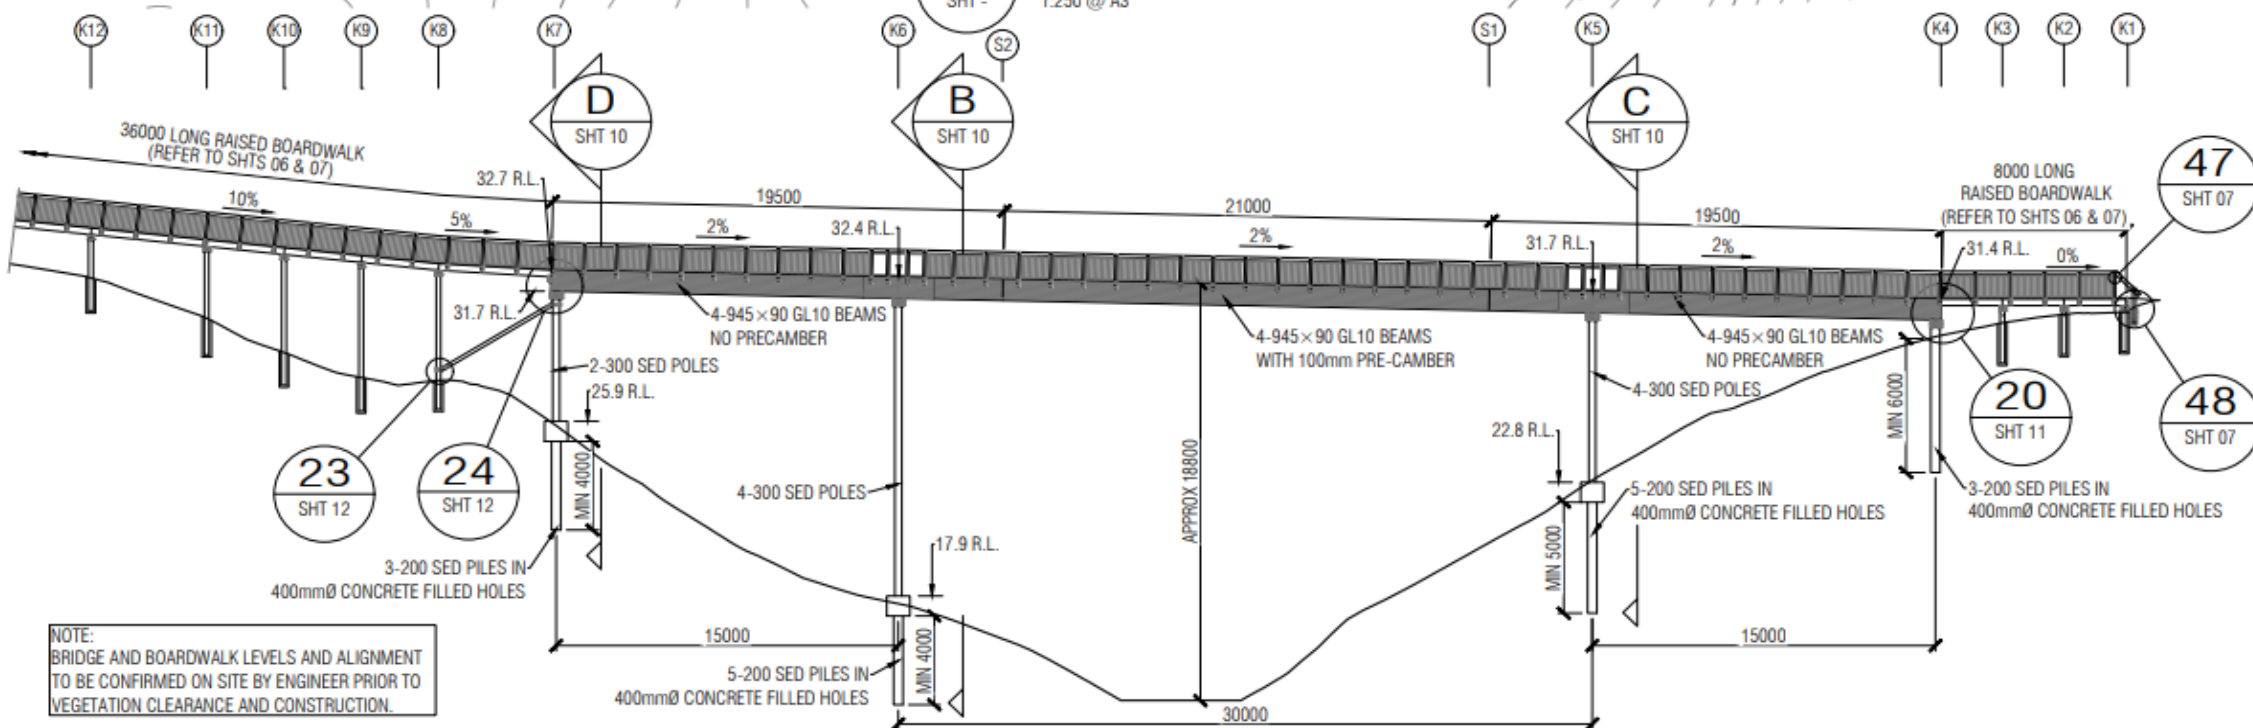 SHT -
1:250 @ A3
K12
K11
K10
K9
K8
K7
K6
S2
S1
K5
K4
K3
K2
K1
D
SHT 10
B
SHT 10
C
SHT 10
47
SHT 07
36000 LONG RAISED BOARDWALK
(REFER TO SHTS 06 & 07)
8000 LONG
RAISED BOARDWALK
(REFER TO SHTS 06 & 07)
32.7 R.L.
19500
21000
19500
10%
5%
2%
32.4 R.L.
2%
31.7 R.L.
2%
31.4 R.L.
0%
31.7 R.L.
4-945×90 GL10 BEAMS
NO PRECAMBER
4-945×90 GL10 BEAMS
WITH 100mm PRE-CAMBER
4-945×90 GL10 BEAMS
NO PRECAMBER
2-300 SED POLES
25.9 R.L.
4-300 SED POLES
MIN 6000
20
SHT 11
48
SHT 07
23
SHT 12
24
SHT 12
MIN 4000
4-300 SED POLES
APPROX 18800
22.8 R.L.
5-200 SED PILES IN
400mmØ CONCRETE FILLED HOLES
3-200 SED PILES IN
400mmØ CONCRETE FILLED HOLES
3-200 SED PILES IN
400mmØ CONCRETE FILLED HOLES
17.9 R.L.
MIN 5000
15000
15000
5-200 SED PILES IN
400mmØ CONCRETE FILLED HOLES
MIN 4000
30000
NOTE:
BRIDGE AND BOARDWALK LEVELS AND ALIGNMENT
TO BE CONFIRMED ON SITE BY ENGINEER PRIOR TO
VEGETATION CLEARANCE AND CONSTRUCTION.